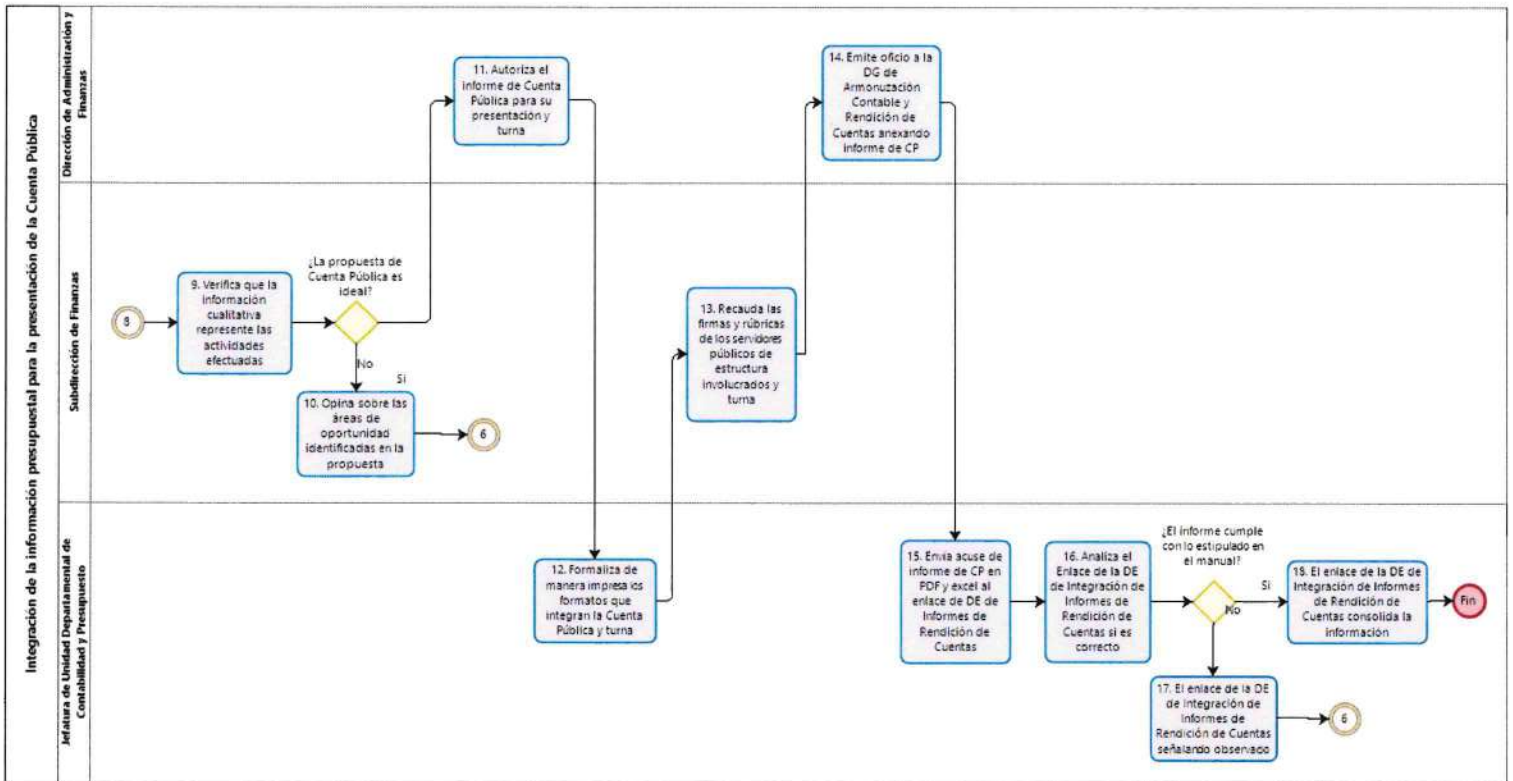 Integración de la información presupuestal para la presentación de la Cuenta Pública
Dirección de Administración y
Finanzas
11. Autoriza el
informe de Cuenta
Pública para su
presentación y
turna
14. Emite oficio a la
DG de
Armonuzación
Contable y
Rendición de
Cuentas anexando
informe de CP
Subdirección de Finanzas
8
9. Verifica que la
información
cualitativa
represente las
actividades
efectuadas
¿La propuesta de
Cuenta Pública es
ideal?
No
Si
10. Opina sobre las
áreas de
oportunidad
identificadas en la
propuesta
6
13. Recauda las
firmas y rúbricas
de los servidores
públicos de
estructura
involucrados y
turna
Jefatura de Unidad Departamental de
Contabilidad y Presupuesto
12. Formaliza de
manera impresa los
formatos que
integran la Cuenta
Pública y turna
15. Envía acuse de
informe de CP en
PDF y excel al
enlace de DE de
Informes de
Rendición de
Cuentas
16. Analiza el
Enlace de la DE
de Integración de
Informes de
Rendición de
Cuentas si es
correcto
¿El informe cumple
con lo estipulado en
el manual?
Si
No
18. El enlace de la DE de
Integración de Informes
de Rendición de
Cuentas consolida la
información
Fin
17. El enlace de la DE
de Integración de
Informes de
Rendición de Cuentas
señalando observado
6